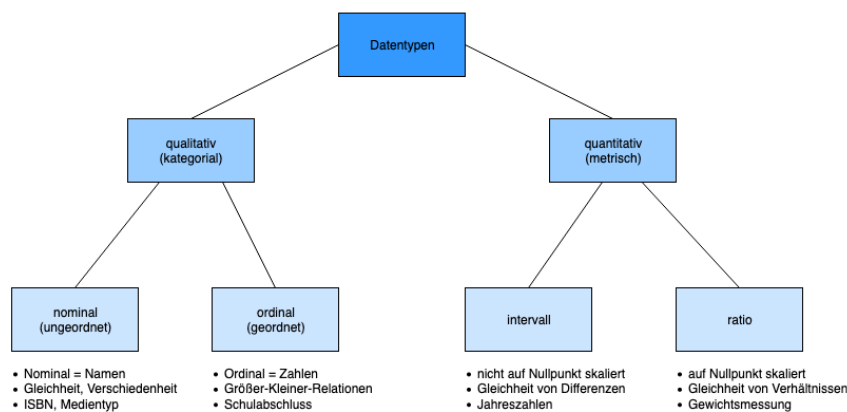 Datentypen
qualitativ
(kategorial)
quantitativ
(metrisch)
nominal
(ungeordnet)
ordinal
(geordnet)
intervall
ratio
• Nominal = Namen
• Gleichheit, Verschiedenheit
• ISBN, Medientyp
• Ordinal = Zahlen
• Größer-Kleiner-Relationen
• Schulabschluss
• nicht auf Nullpunkt skaliert
• Gleichheit von Differenzen
• Jahreszahlen
• auf Nullpunkt skaliert
• Gleichheit von Verhältnissen
• Gewichtsmessung